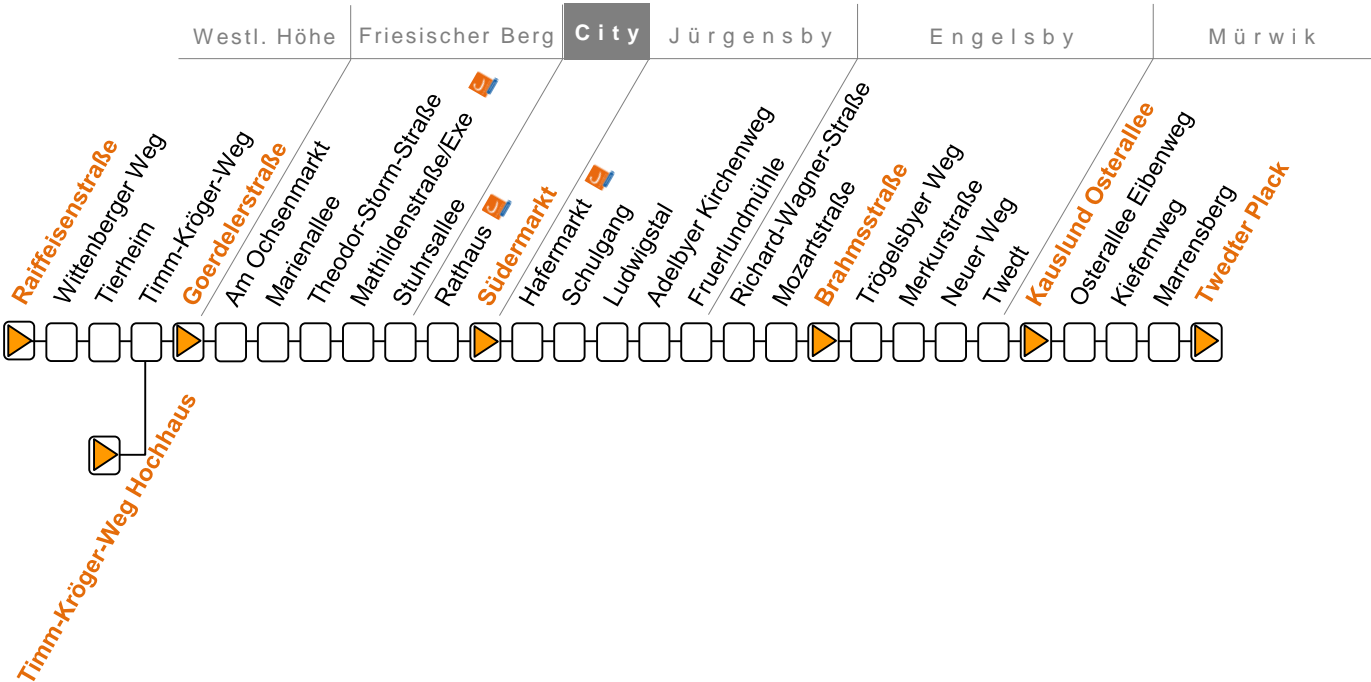 Westl. Höhe
Friesischer Berg
City
Jürgensby
Engelsby
Mürwik
Raiffeisenstraße
Wittenberger Weg
Tierheim
Timm-Kröger-Weg
Goerdelerstraße
Am Ochsenmarkt
Marienallee
Theodor-Storm-Straße
Mathildenstraße/Exe
Stuhrsallee
Rathaus
Südermarkt
Hafermarkt
Schulgang
Ludwigstal
Adelbyer Kirchenweg
Fruerlundmühle
Richard-Wagner-Straße
Mozartstraße
Brahmsstraße
Trögelsbyer Weg
Merkurstraße
Neuer Weg
Twedt
Kauslund Osterallee
Osterallee Eibenweg
Kiefernweg
Marrensberg
Twedter Plack
Timm-Kröger-Weg Hochhaus